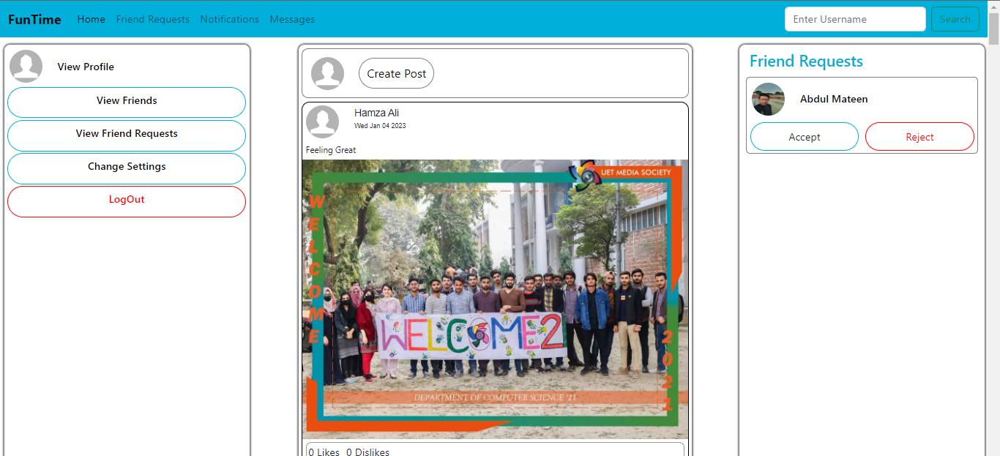 FunTime Home Friend Requests Notifications Messages Enter Username Search
View Profile
View Friends
View Friend Requests
Change Settings
LogOut
Create Post
Hamza Ali
Wed Jan 04 2023
Feeling Great
UET MEDIA SOCIETY
WELCOME
WELCOME2
2021
DEPARTMENT OF COMPUTER SCIENCE '21
0 Likes 0 Dislikes
Friend Requests
Abdul Mateen
Accept Reject